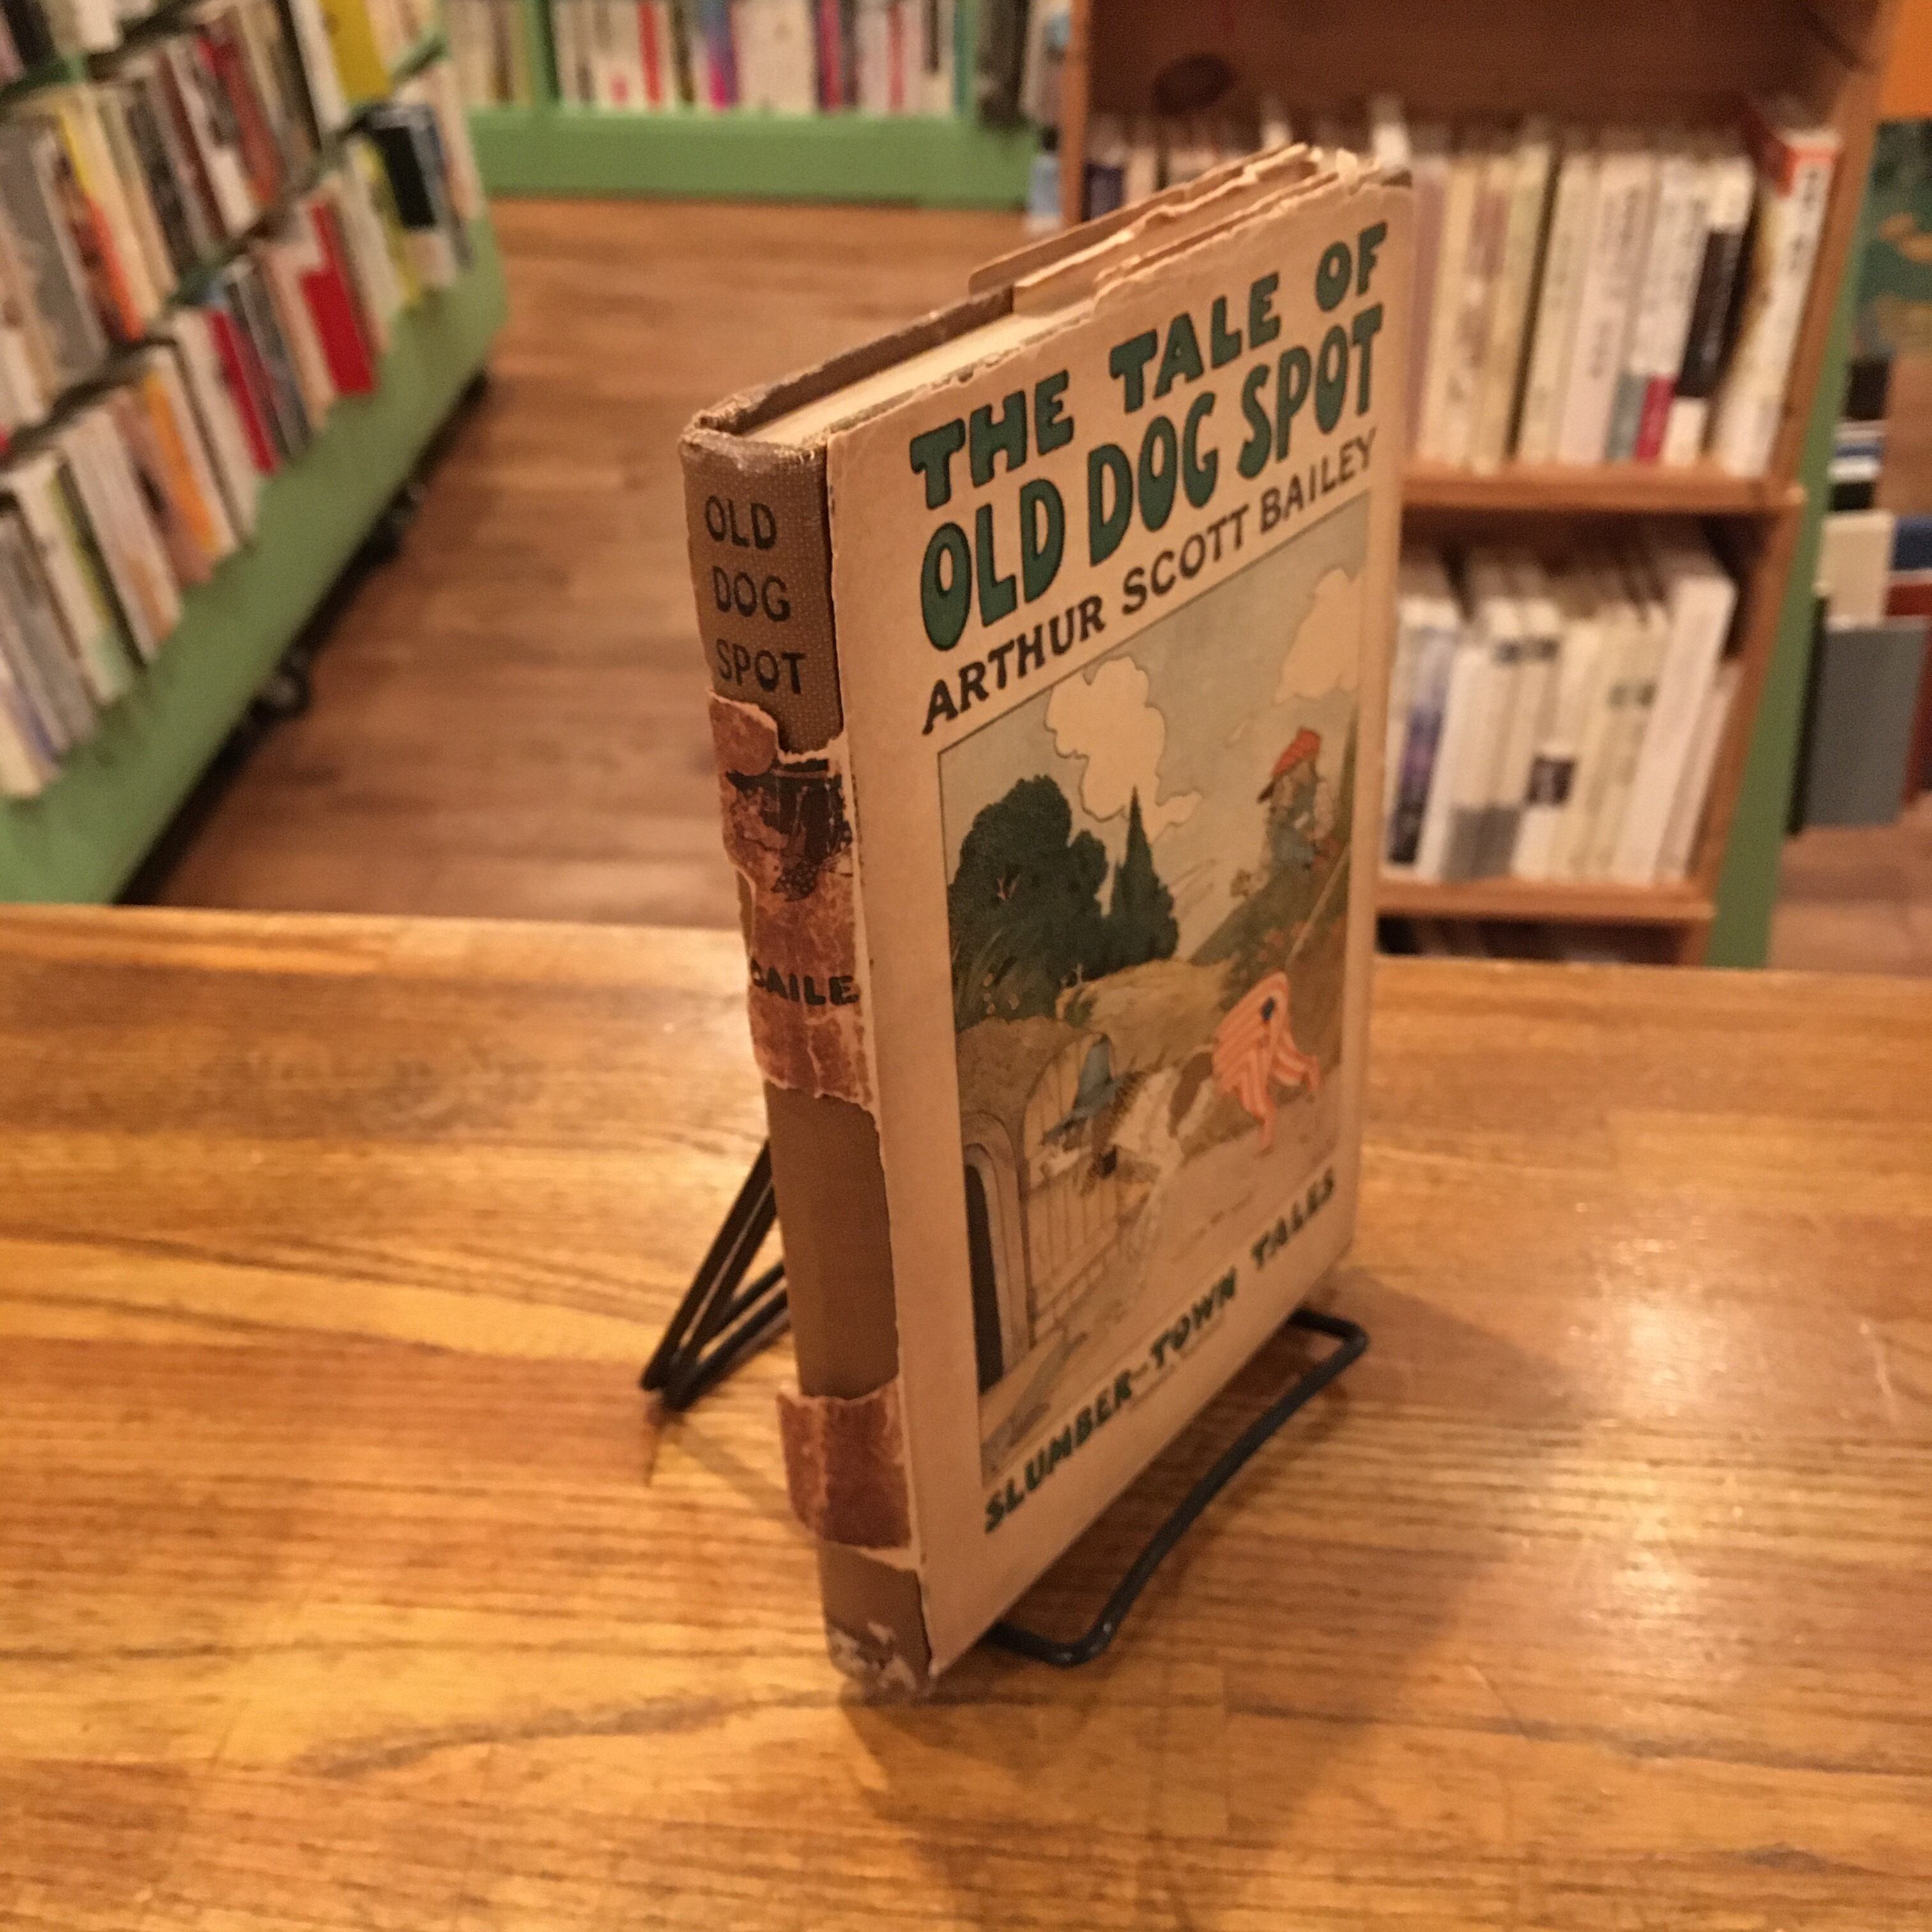 THE TALE OF
OLD DOG SPOT
ARTHUR SCOTT BAILEY
SLUMBER-TOWN TALES
OLD
DOG
SPOT
BAILE